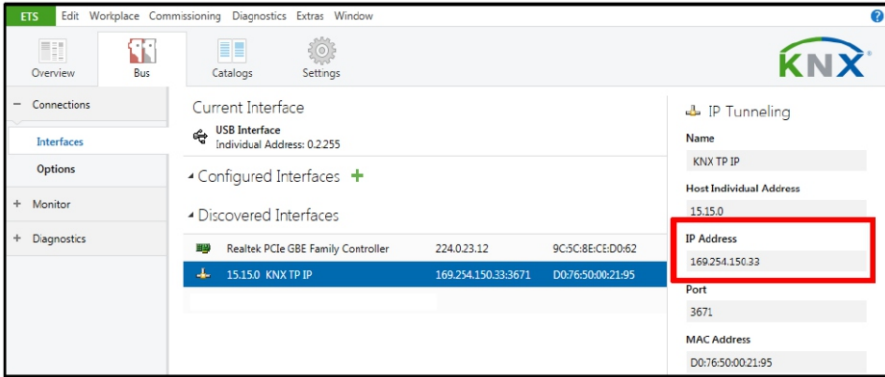 ETS Edit Workplace Commissioning Diagnostics Extras Window ?
Overview Bus Catalogs Settings
KNX
− Connections
Interfaces
Options
+ Monitor
+ Diagnostics
Current Interface
USB Interface
Individual Address: 0.2.255
Configured Interfaces +
Discovered Interfaces
Realtek PCIe GBE Family Controller 224.0.23.12 9C:5C:8E:CE:D0:62
15.15.0 KNX TP IP 169.254.150.33:3671 D0:76:50:00:21:95
IP Tunneling
Name
KNX TP IP
Host Individual Address
15.15.0
IP Address
169.254.150.33
Port
3671
MAC Address
D0:76:50:00:21:95